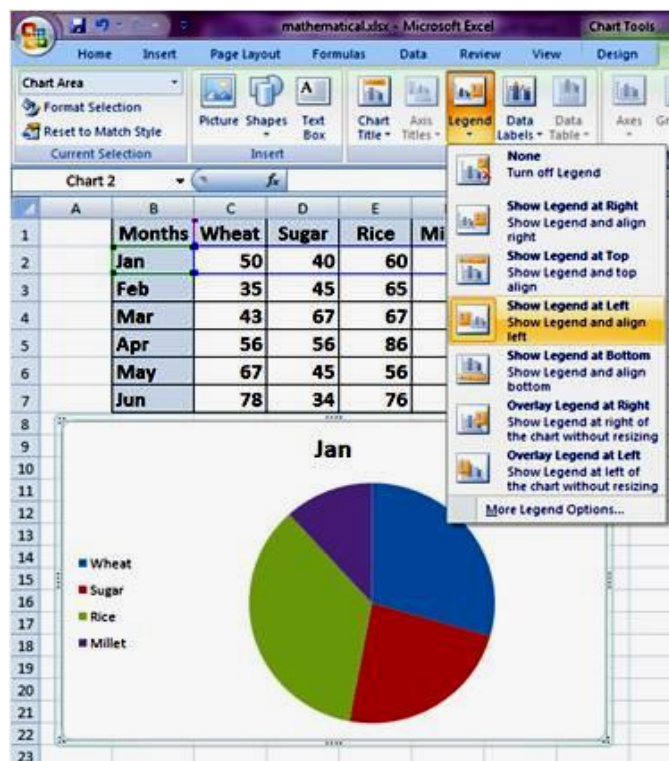 mathematical.xlsx - Microsoft Excel
Chart Tools
Home Insert Page Layout Formulas Data Review View Design
Chart Area
Format Selection
Reset to Match Style
Current Selection
Picture Shapes Text Box
Insert
Chart Title Axis Titles Legend Data Labels Data Table
Axes
Chart 2
fx
A B C D E
1 Months Wheat Sugar Rice Mi
2 Jan 50 40 60
3 Feb 35 45 65
4 Mar 43 67 67
5 Apr 56 56 86
6 May 67 45 56
7 Jun 78 34 76
8
9
10
11
12
13
14
15
16
17
18
19
20
21
22
23
None
Turn off Legend
Show Legend at Right
Show Legend and align
right
Show Legend at Top
Show Legend and top
align
Show Legend at Left
Show Legend and align
left
Show Legend at Bottom
Show Legend and align
bottom
Overlay Legend at Right
Show Legend at right of
the chart without resizing
Overlay Legend at Left
Show Legend at left of
the chart without resizing
More Legend Options...
Jan
Wheat
Sugar
Rice
Millet